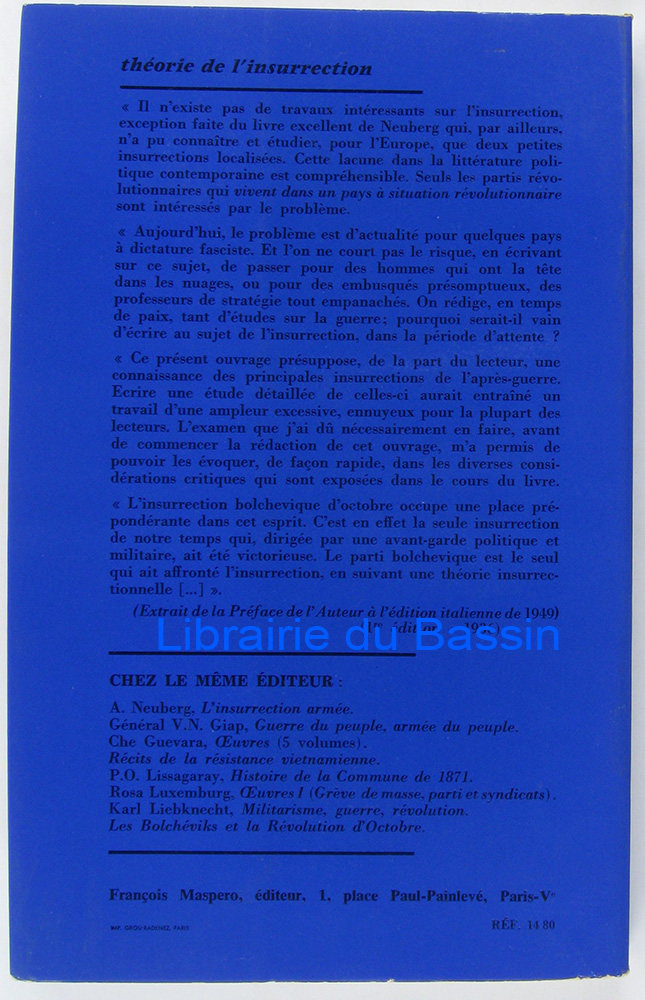 théorie de l'insurrection
« Il n'existe pas de travaux intéressants sur l'insurrection,
exception faite du livre excellent de Neuberg qui, par ailleurs,
n'a pu connaître et étudier, pour l'Europe, que deux petites
insurrections localisées. Cette lacune dans la littérature poli-
tique contemporaine est compréhensible. Seuls les partis révo-
lutionnaires qui vivent dans un pays à situation révolutionnaire
sont intéressés par le problème.
« Aujourd'hui, le problème est d'actualité pour quelques pays
à dictature fasciste. Et l'on ne court pas le risque, en écrivant
sur ce sujet, de passer pour des hommes qui ont la tête
dans les nuages, ou pour des embusqués présomptueux, des
professeurs de stratégie tout empanachés. On rédige, en temps
de paix, tant d'études sur la guerre; pourquoi serait-il vain
d'écrire au sujet de l'insurrection, dans la période d'attente ?
« Ce présent ouvrage présuppose, de la part du lecteur, une
connaissance des principales insurrections de l'après-guerre.
Ecrire une étude détaillée de celles-ci aurait entraîné un
travail d'une ampleur excessive, ennuyeux pour la plupart des
lecteurs. L'examen que j'ai dû nécessairement en faire, avant
de commencer la rédaction de cet ouvrage, m'a permis de
pouvoir les évoquer, de façon rapide, dans les diverses consi-
dérations critiques qui sont exposées dans le cours du livre.
« L'insurrection bolchevique d'octobre occupe une place pré-
pondérante dans cet esprit. C'est en effet la seule insurrection
de notre temps qui, dirigée par une avant-garde politique et
militaire, ait été victorieuse. Le parti bolchevique est le seul
qui ait affronté l'insurrection, en suivant une théorie insurrec-
tionnelle [...] ».
(Extrait de la Préface de l'Auteur à l'édition italienne de 1949)
Librairie du Bassin
CHEZ LE MÊME ÉDITEUR :
A. Neuberg, L'insurrection armée.
Général V.N. Giap, Guerre du peuple, armée du peuple.
Che Guevara, Œuvres (5 volumes).
Récits de la résistance vietnamienne.
P.O. Lissagaray, Histoire de la Commune de 1871.
Rosa Luxemburg, Œuvres I (Grève de masse, parti et syndicats).
Karl Liebknecht, Militarisme, guerre, révolution.
Les Bolchéviks et la Révolution d'Octobre.
François Maspero, éditeur, 1, place Paul-Painlevé, Paris-Vᵉ
IMP. GROU-RADENEZ, PARIS
RÉF. 14 80